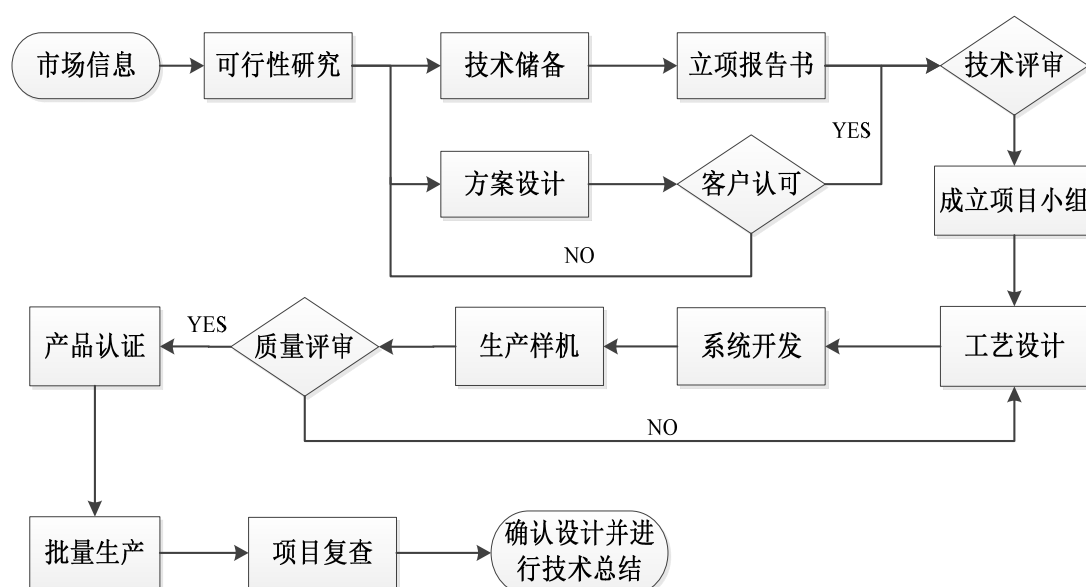 市场信息
可行性研究
技术储备
立项报告书
技术评审
YES
方案设计
客户认可
成立项目小组
NO
产品认证
YES
质量评审
生产样机
系统开发
工艺设计
NO
批量生产
项目复查
确认设计并进
行技术总结